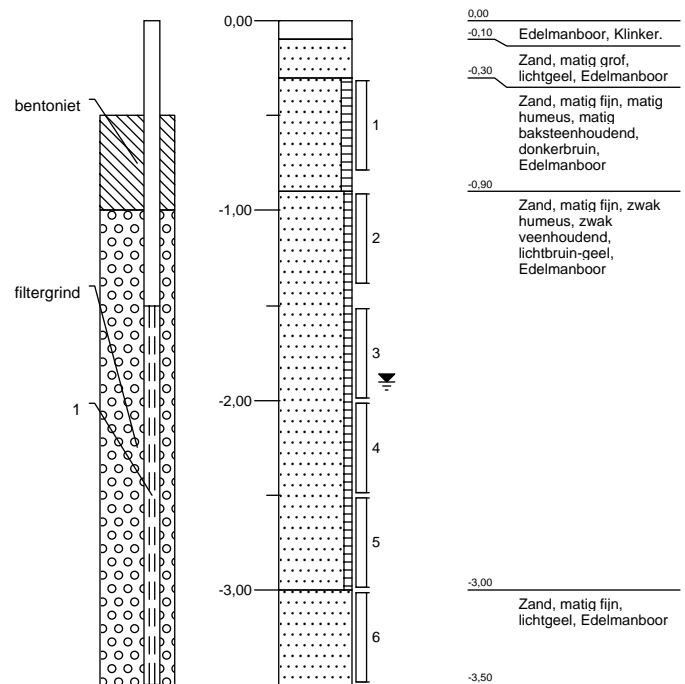 bentoniet
filtergrind
1
0,00
-1,00
-2,00
-3,00
1
2
3
4
5
6
0,00
-0,10
Edelmanboor, Klinker.
Zand, matig grof,
lichtgeel, Edelmanboor
-0,30
Zand, matig fijn, matig
humeus, matig
baksteenhoudend,
donkerbruin,
Edelmanboor
-0,90
Zand, matig fijn, zwak
humeus, zwak
veenhoudend,
lichtbruin-geel,
Edelmanboor
-3,00
Zand, matig fijn,
lichtgeel, Edelmanboor
-3,50